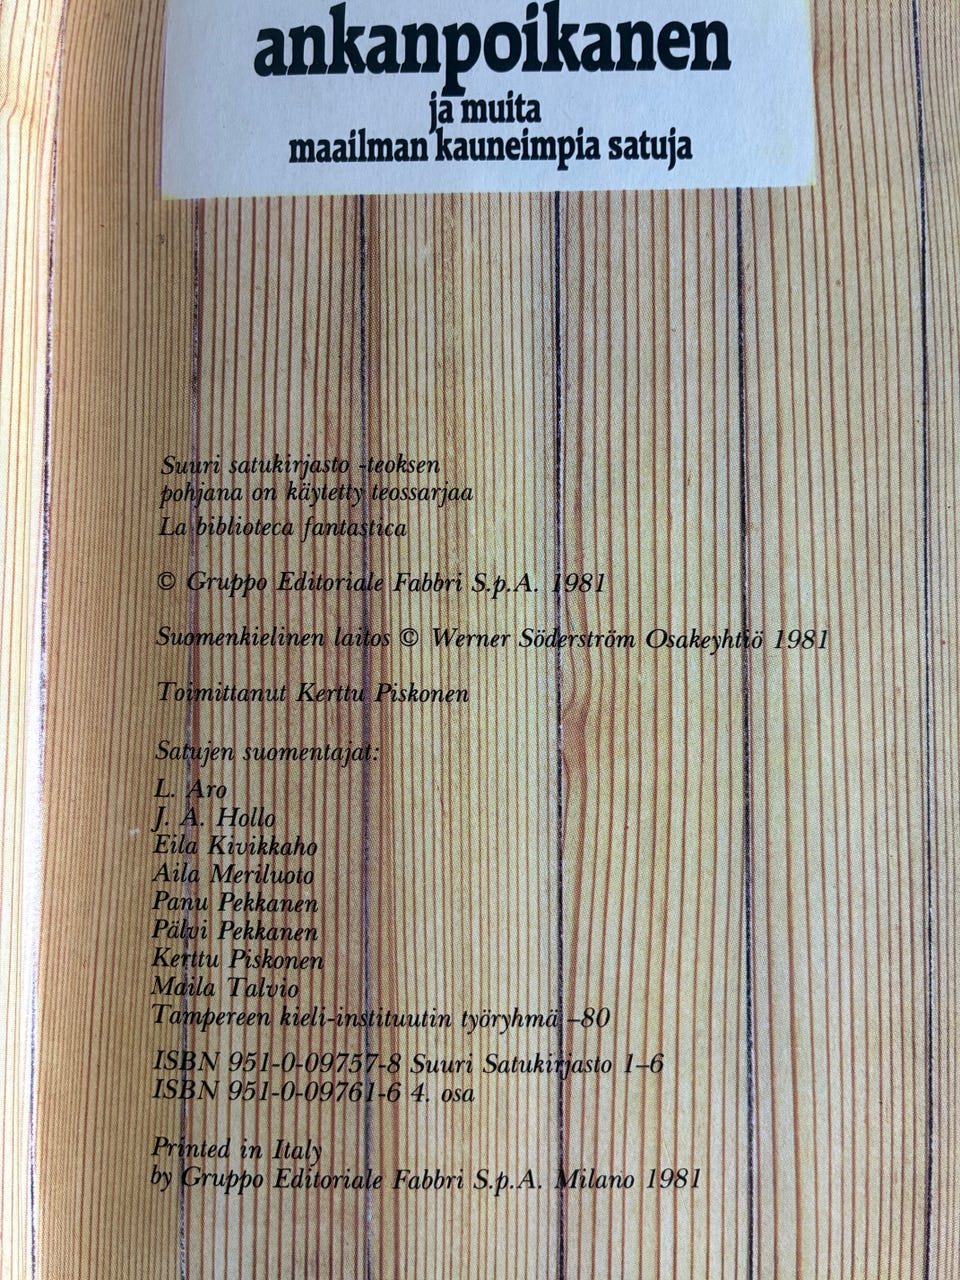 ankanpoikanen
ja muita
maailman kauneimpia satuja
Suuri satukirjasto -teoksen
pohjana on käytetty teossarjaa
La biblioteca fantastica
© Gruppo Editoriale Fabbri S.p.A. 1981
Suomenkielinen laitos © Werner Söderström Osakeyhtiö 1981
Toimittanut Kerttu Piskonen
Satujen suomentajat:
L. Aro
J. A. Hollo
Eila Kivikkaho
Aila Meriluoto
Panu Pekkanen
Pälvi Pekkanen
Kerttu Piskonen
Maila Talvio
Tampereen kieli-instituutin työryhmä –80
ISBN 951-0-09757-8 Suuri Satukirjasto 1–6
ISBN 951-0-09761-6 4. osa
Printed in Italy
by Gruppo Editoriale Fabbri S.p.A. Milano 1981